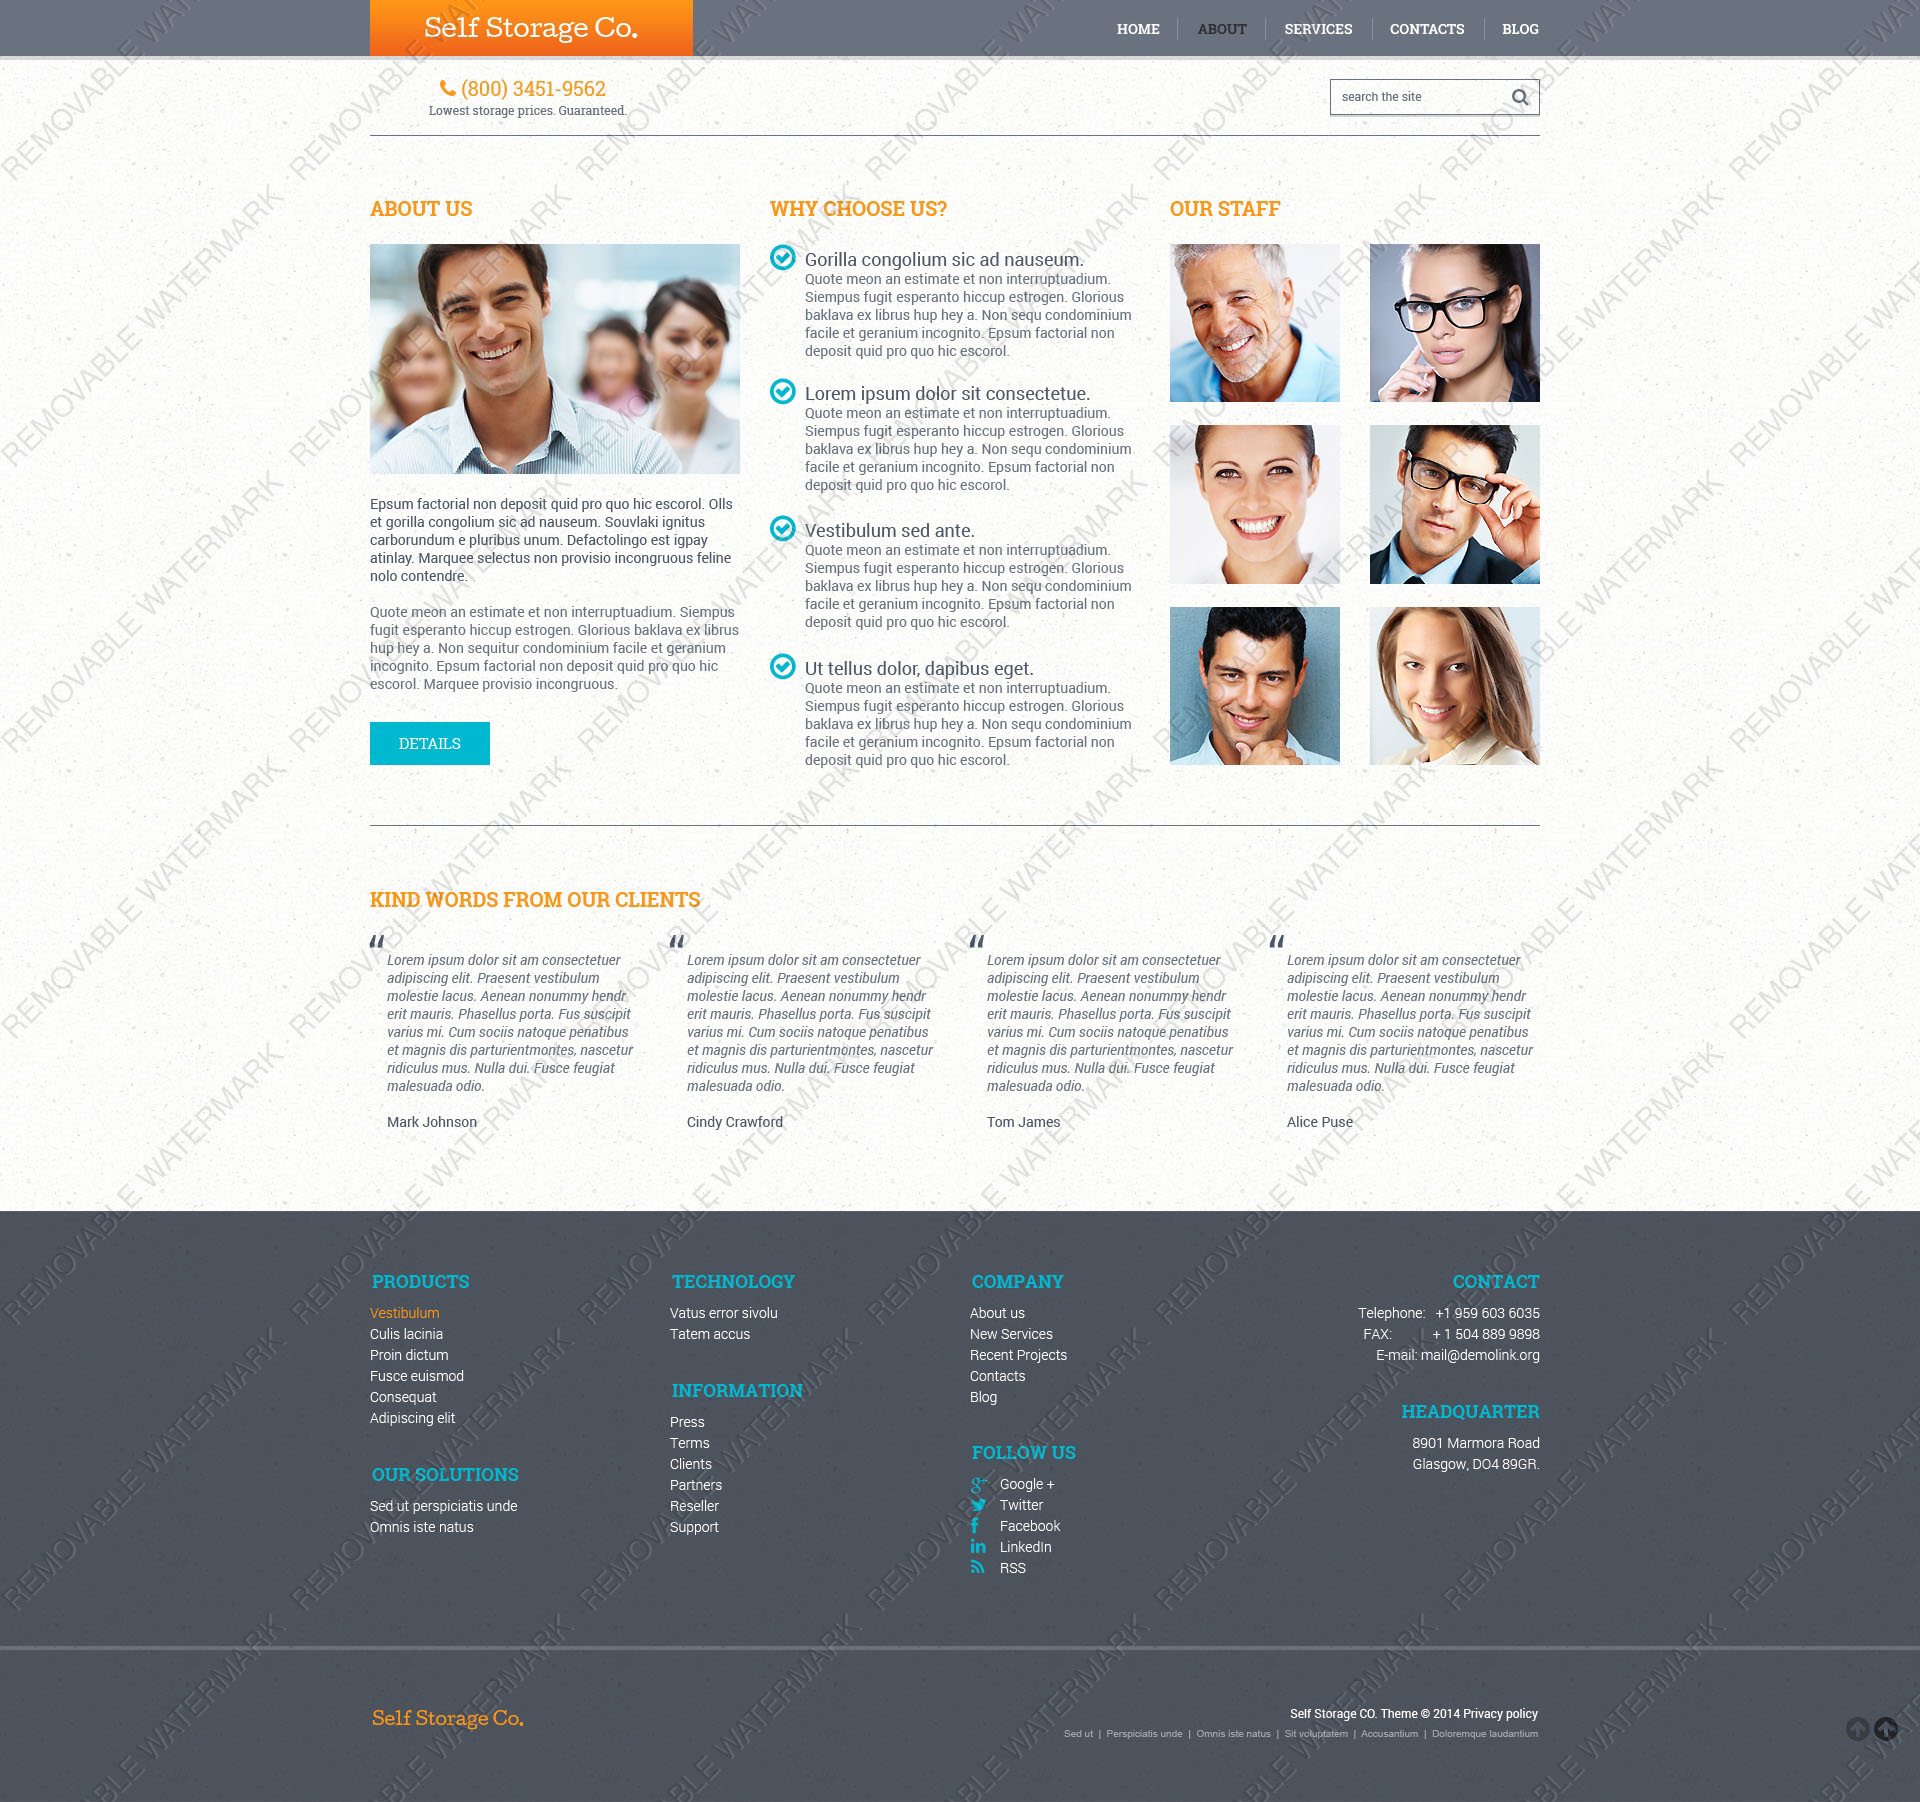 Self Storage Co.
HOME
ABOUT
SERVICES
CONTACTS
BLOG
(800) 3451-9562
Lowest storage prices. Guaranteed.
search the site
ABOUT US
Epsum factorial non deposit quid pro quo hic escorol. Olls
et gorilla congolium sic ad nauseum. Souvlaki ignitus
carborundum e pluribus unum. Defactolingo est igpay
atinlay. Marquee selectus non provisio incongruous feline
nolo contendre.
Quote meon an estimate et non interruptuadium. Siempus
fugit esperanto hiccup estrogen. Glorious baklava ex librus
hup hey a. Non sequitur condominium facile et geranium
incognito. Epsum factorial non deposit quid pro quo hic
escorol. Marquee provisio incongruous.
DETAILS
WHY CHOOSE US?
Gorilla congolium sic ad nauseum.
Quote meon an estimate et non interruptuadium.
Siempus fugit esperanto hiccup estrogen. Glorious
baklava ex librus hup hey a. Non sequ condominium
facile et geranium incognito. Epsum factorial non
deposit quid pro quo hic escorol.
Lorem ipsum dolor sit consectetue.
Quote meon an estimate et non interruptuadium.
Siempus fugit esperanto hiccup estrogen. Glorious
baklava ex librus hup hey a. Non sequ condominium
facile et geranium incognito. Epsum factorial non
deposit quid pro quo hic escorol.
Vestibulum sed ante.
Quote meon an estimate et non interruptuadium.
Siempus fugit esperanto hiccup estrogen. Glorious
baklava ex librus hup hey a. Non sequ condominium
facile et geranium incognito. Epsum factorial non
deposit quid pro quo hic escorol.
Ut tellus dolor, dapibus eget.
Quote meon an estimate et non interruptuadium.
Siempus fugit esperanto hiccup estrogen. Glorious
baklava ex librus hup hey a. Non sequ condominium
facile et geranium incognito. Epsum factorial non
deposit quid pro quo hic escorol.
OUR STAFF
KIND WORDS FROM OUR CLIENTS
“
Lorem ipsum dolor sit am consectetuer
adipiscing elit. Praesent vestibulum
molestie lacus. Aenean nonummy hendr
erit mauris. Phasellus porta. Fus suscipit
varius mi. Cum sociis natoque penatibus
et magnis dis parturientmontes, nascetur
ridiculus mus. Nulla dui. Fusce feugiat
malesuada odio.
Mark Johnson
“
Lorem ipsum dolor sit am consectetuer
adipiscing elit. Praesent vestibulum
molestie lacus. Aenean nonummy hendr
erit mauris. Phasellus porta. Fus suscipit
varius mi. Cum sociis natoque penatibus
et magnis dis parturientmontes, nascetur
ridiculus mus. Nulla dui. Fusce feugiat
malesuada odio.
Cindy Crawford
“
Lorem ipsum dolor sit am consectetuer
adipiscing elit. Praesent vestibulum
molestie lacus. Aenean nonummy hendr
erit mauris. Phasellus porta. Fus suscipit
varius mi. Cum sociis natoque penatibus
et magnis dis parturientmontes, nascetur
ridiculus mus. Nulla dui. Fusce feugiat
malesuada odio.
Tom James
“
Lorem ipsum dolor sit am consectetuer
adipiscing elit. Praesent vestibulum
molestie lacus. Aenean nonummy hendr
erit mauris. Phasellus porta. Fus suscipit
varius mi. Cum sociis natoque penatibus
et magnis dis parturientmontes, nascetur
ridiculus mus. Nulla dui. Fusce feugiat
malesuada odio.
Alice Puse
PRODUCTS
Vestibulum
Culis lacinia
Proin dictum
Fusce euismod
Consequat
Adipiscing elit
OUR SOLUTIONS
Sed ut perspiciatis unde
Omnis iste natus
TECHNOLOGY
Vatus error sivolu
Tatem accus
INFORMATION
Press
Terms
Clients
Partners
Reseller
Support
COMPANY
About us
New Services
Recent Projects
Contacts
Blog
FOLLOW US
Google +
Twitter
Facebook
LinkedIn
RSS
CONTACT
Telephone: +1 959 603 6035
FAX: + 1 504 889 9898
E-mail: mail@demolink.org
HEADQUARTER
8901 Marmora Road
Glasgow, DO4 89GR.
Self Storage Co.
Self Storage CO. Theme © 2014 Privacy policy
Sed ut | Perspiciatis unde | Omnis iste natus | Sit voluptatem | Accusantium | Doloremque laudantium
REMOVABLE WATERMARK